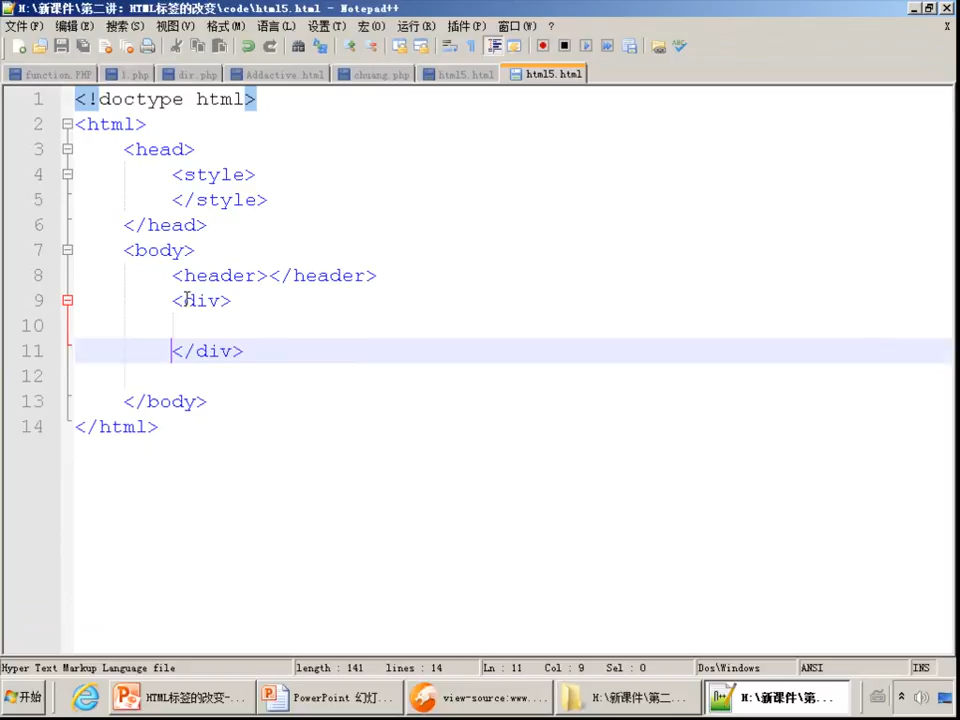 H:\新课件\第二讲: HTML标签的改变\code\html5.html - Notepad++
文件(F) 编辑(E) 搜索(S) 视图(V) 格式(M) 语言(L) 设置(T) 宏(O) 运行(R) 插件(P) 窗口(W) ? X
function.PHP 1.php dir.php Addactive html chuang.php html5.html html5.html
1 <!doctype html>
2 <html>
3 <head>
4 <style>
5 </style>
6 </head>
7 <body>
8 <header></header>
9 <div>
10
11 </div>
12
13 </body>
14 </html>
Hyper Text Markup Language file length : 141 lines : 14 Ln : 11 Col : 9 Sel : 0 Dos\Windows ANSI INS
开始 HTML标签的改变-... PowerPoint 幻灯... view-source:www.... H:\新课件\第二... H:\新课件\第...